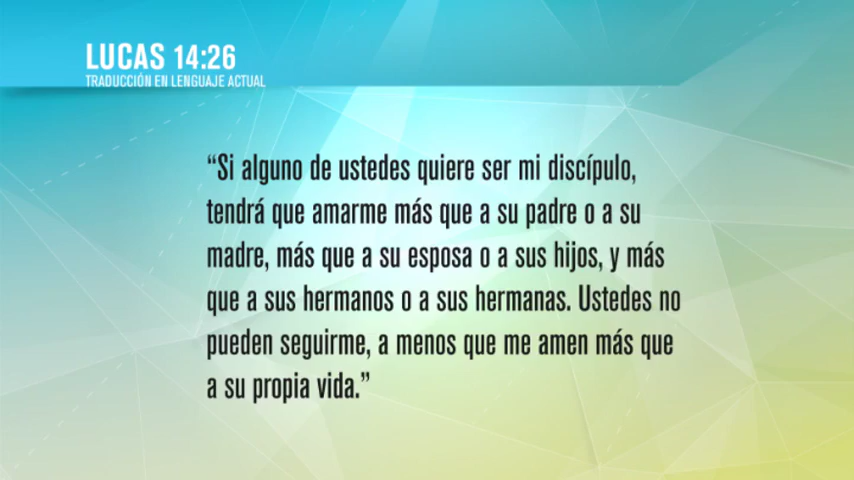 LUCAS 14:26
TRADUCCIÓN EN LENGUAJE ACTUAL
“Si alguno de ustedes quiere ser mi discípulo,
tendrá que amarme más que a su padre o a su
madre, más que a su esposa o a sus hijos, y más
que a sus hermanos o a sus hermanas. Ustedes no
pueden seguirme, a menos que me amen más que
a su propia vida.”